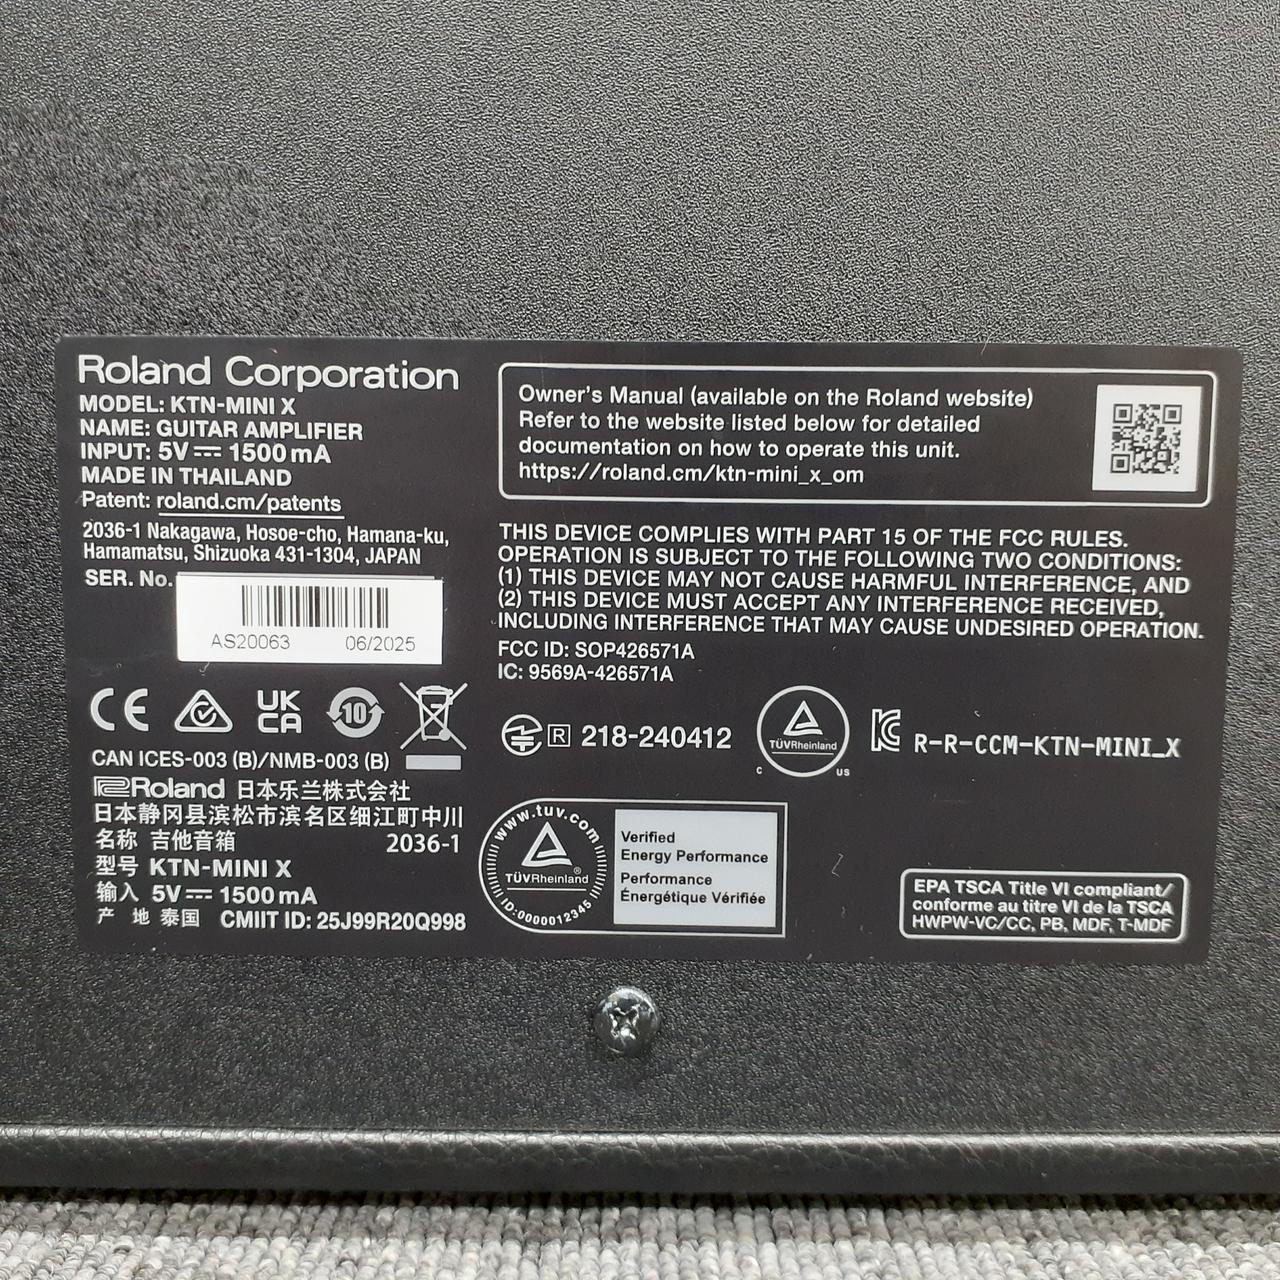 Roland Corporation
MODEL: KTN-MINI X
NAME: GUITAR AMPLIFIER
INPUT: 5V⎓ 1500 mA
MADE IN THAILAND
Patent: roland.cm/patents
2036-1 Nakagawa, Hosoe-cho, Hamana-ku,
Hamamatsu, Shizuoka 431-1304, JAPAN
SER. No.
AS20063 06/2025
CE UK CA 10
CAN ICES-003 (B)/NMB-003 (B)
Roland 日本乐兰株式会社
日本静冈县滨松市滨名区细江町中川
名称 吉他音箱 2036-1
型号 KTN-MINI X
输入 5V⎓ 1500 mA
产 地 泰国 CMIIT ID: 25J99R20Q998
Owner's Manual (available on the Roland website)
Refer to the website listed below for detailed
documentation on how to operate this unit.
https://roland.cm/ktn-mini_x_om
THIS DEVICE COMPLIES WITH PART 15 OF THE FCC RULES.
OPERATION IS SUBJECT TO THE FOLLOWING TWO CONDITIONS:
(1) THIS DEVICE MAY NOT CAUSE HARMFUL INTERFERENCE, AND
(2) THIS DEVICE MUST ACCEPT ANY INTERFERENCE RECEIVED,
INCLUDING INTERFERENCE THAT MAY CAUSE UNDESIRED OPERATION.
FCC ID: SOP426571A
IC: 9569A-426571A
R 218-240412
TÜVRheinland
C US
R-R-CCM-KTN-MINI_X
www.tuv.com
TÜVRheinland®
ID:0000012345
Verified
Energy Performance
Performance
Énergétique Vérifiée
EPA TSCA Title VI compliant/
conforme au titre VI de la TSCA
HWPW-VC/CC, PB, MDF, T-MDF